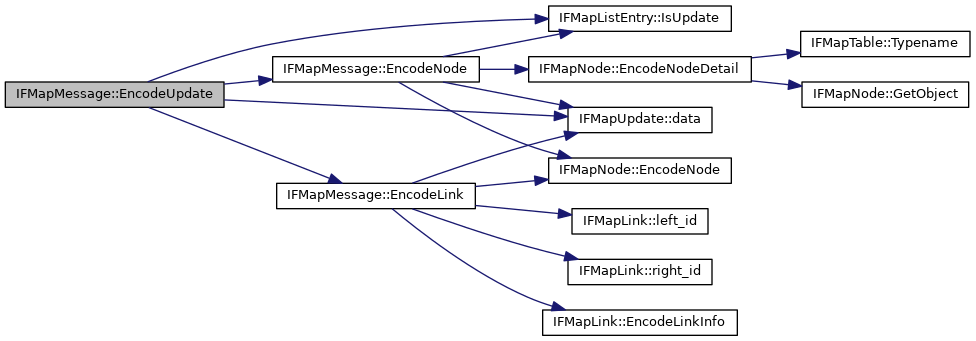 IFMapMessage::EncodeUpdate
IFMapMessage::EncodeNode
IFMapMessage::EncodeLink
IFMapListEntry::IsUpdate
IFMapNode::EncodeNodeDetail
IFMapUpdate::data
IFMapNode::EncodeNode
IFMapLink::left_id
IFMapLink::right_id
IFMapLink::EncodeLinkInfo
IFMapTable::Typename
IFMapNode::GetObject